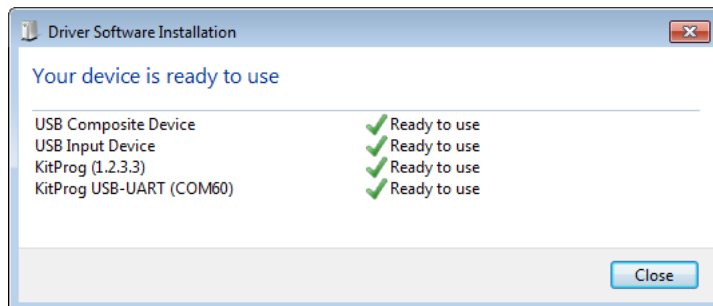 Driver Software Installation
Your device is ready to use
USB Composite Device Ready to use
USB Input Device Ready to use
KitProg (1.2.3.3) Ready to use
KitProg USB-UART (COM60) Ready to use
Close